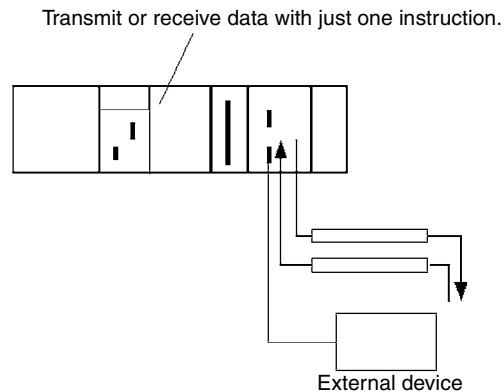 Transmit or receive data with just one instruction.
External device